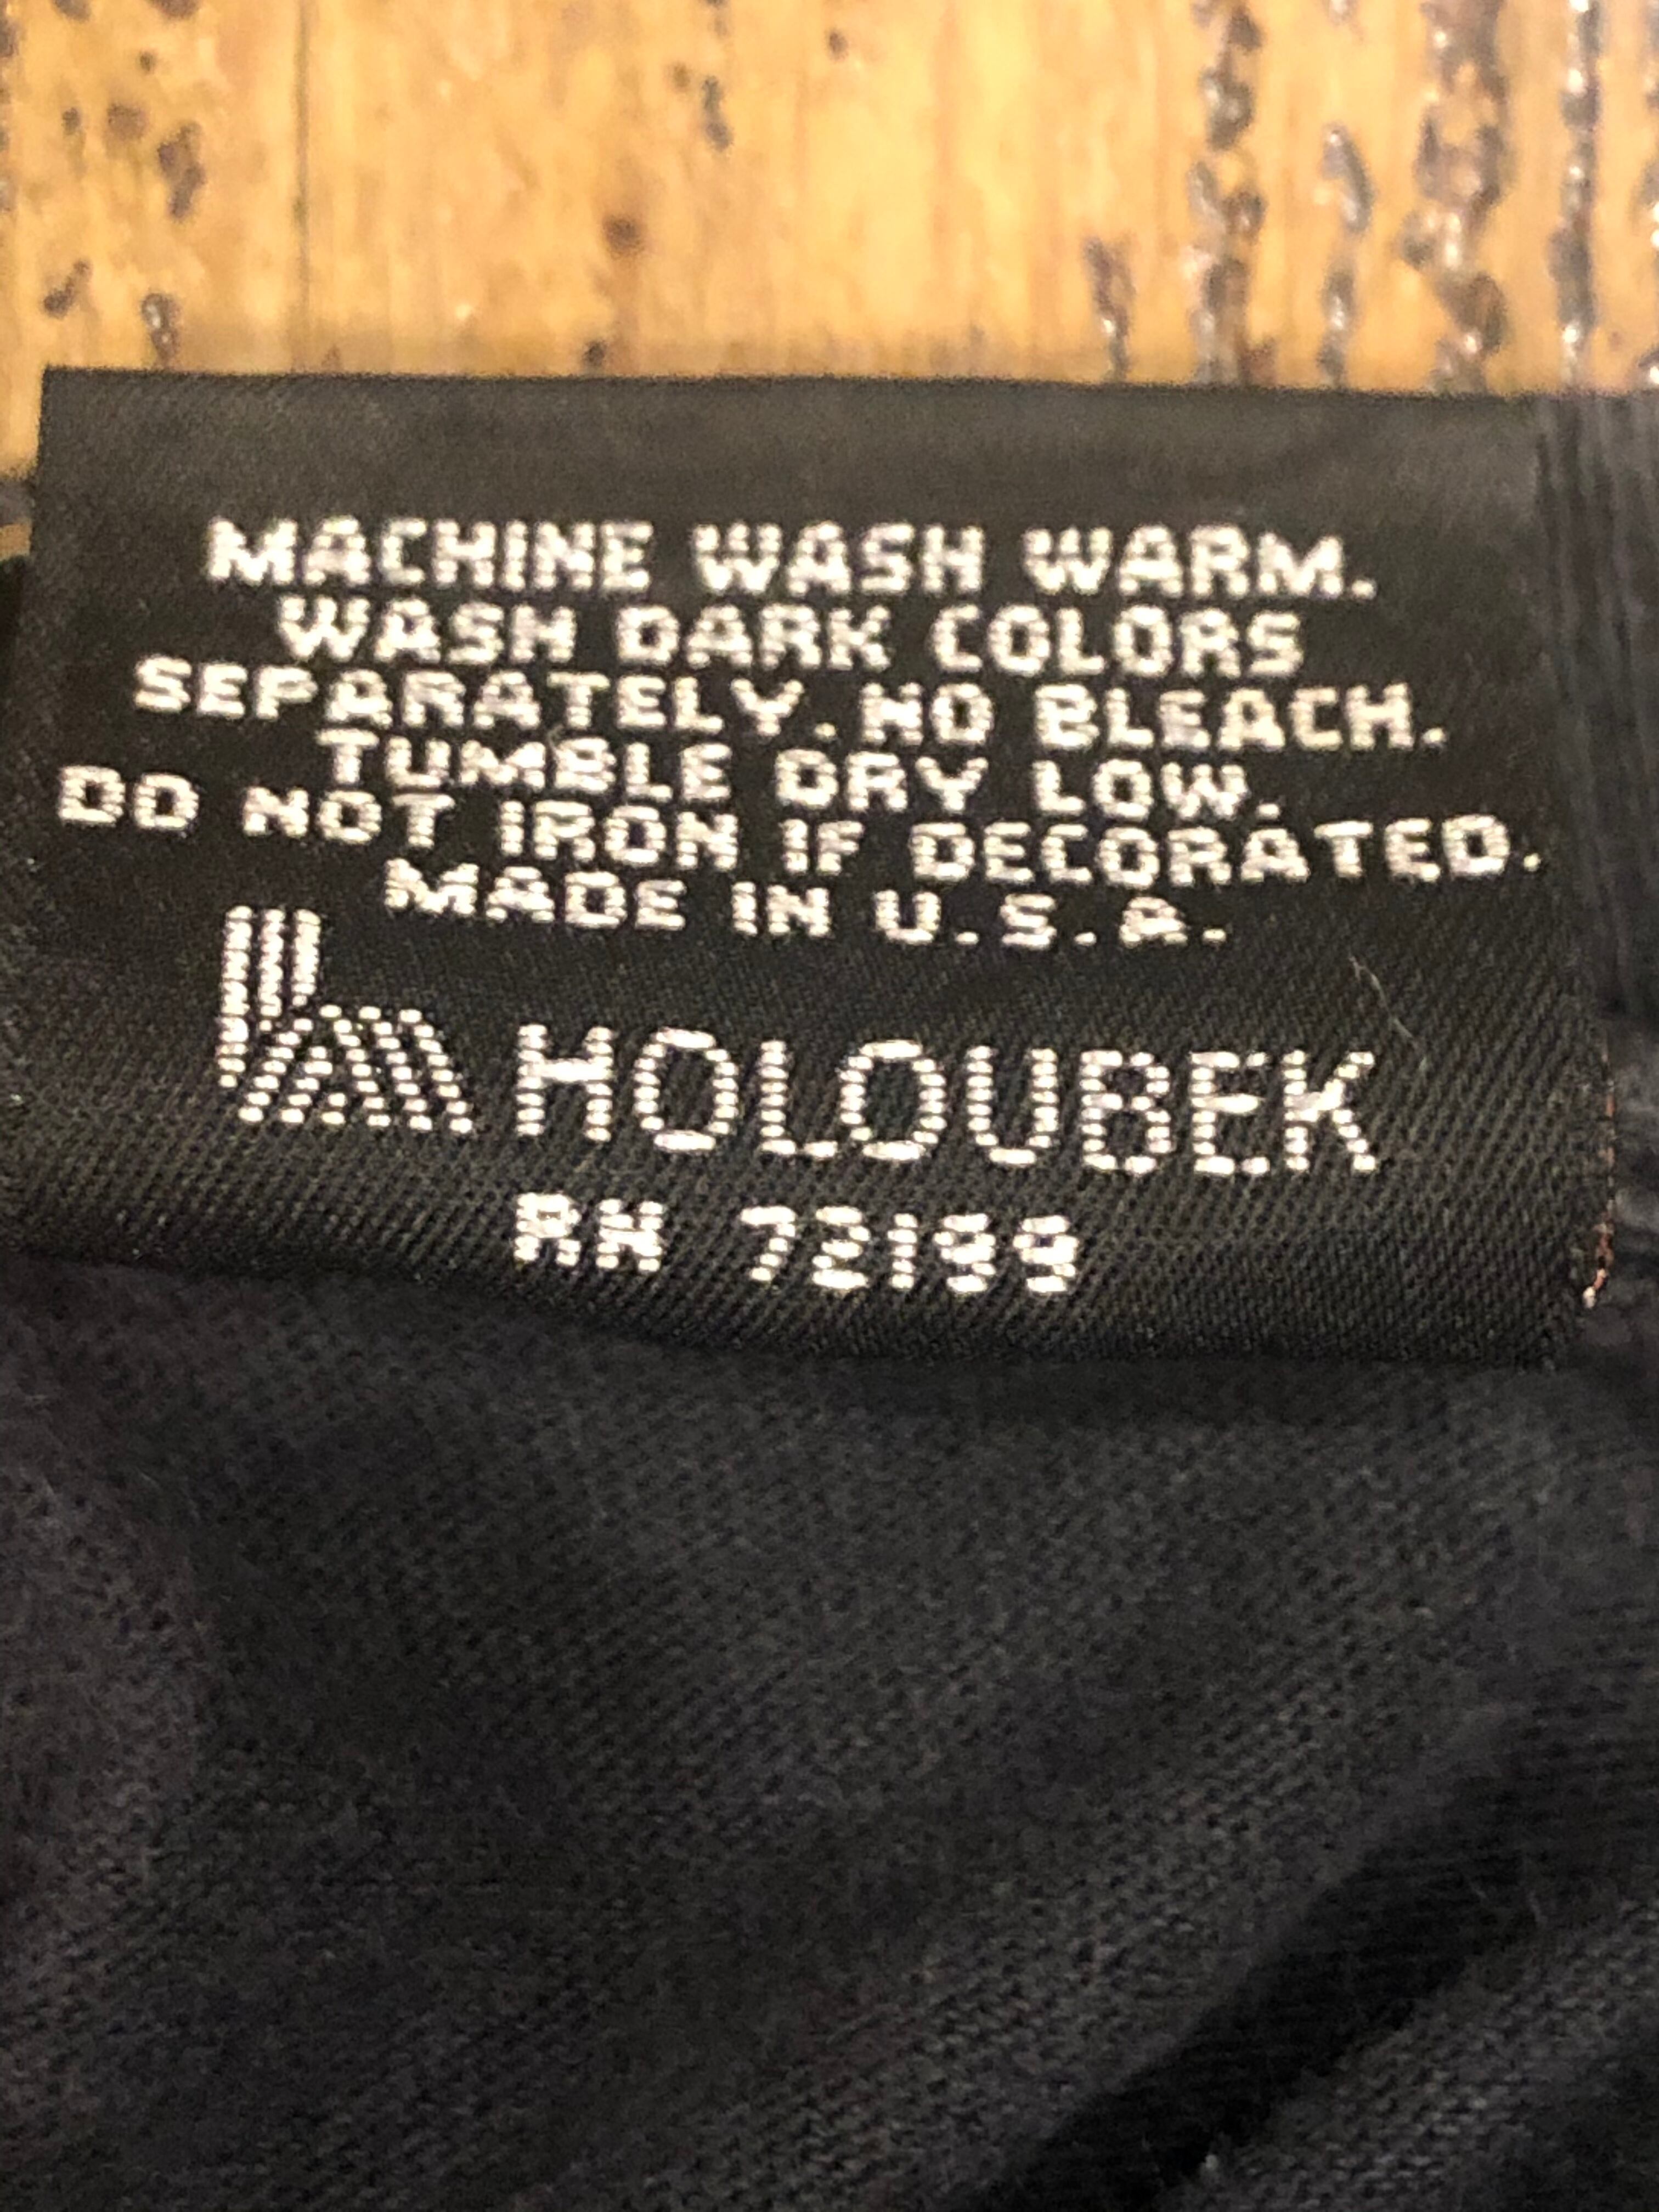 MACHINE WASH WARM.
WASH DARK COLORS
SEPARATELY. NO BLEACH.
TUMBLE DRY LOW.
DO NOT IRON IF DECORATED.
MADE IN U.S.A.
HOLOUBEK
RN 72199